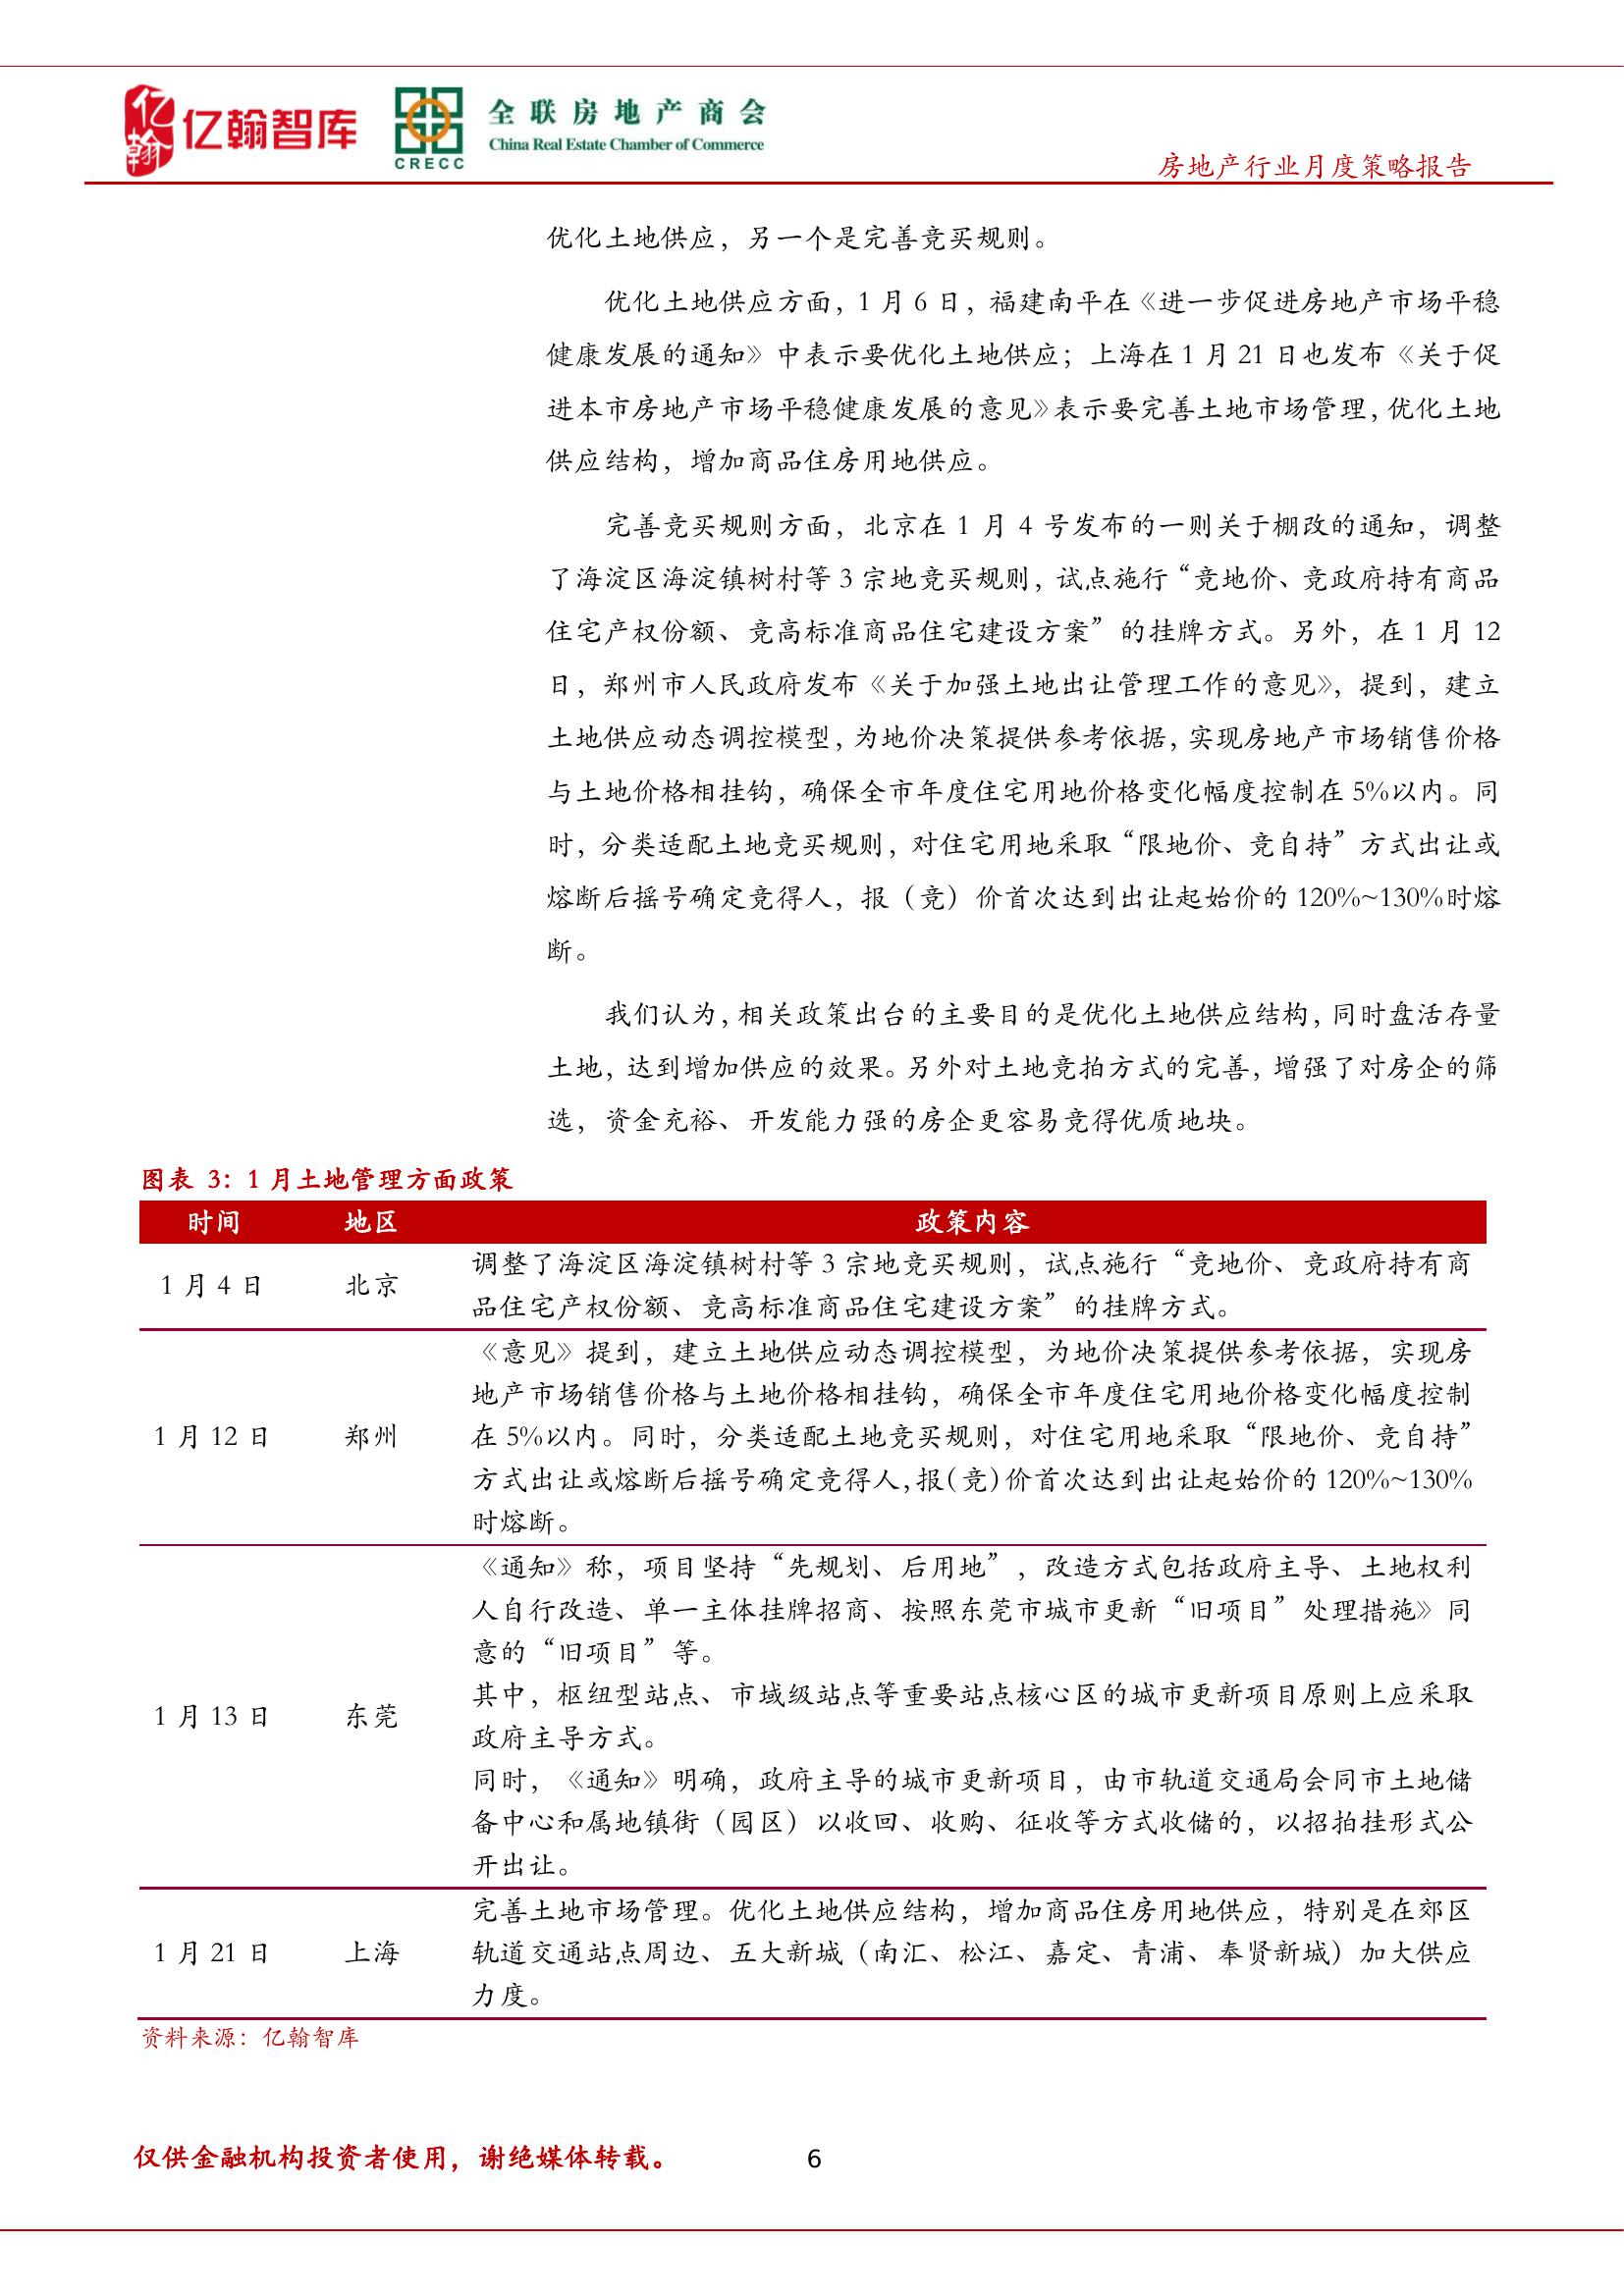 亿翰
亿翰智库
CRECC
全联房地产商会
China Real Estate Chamber of Commerce
房地产行业月度策略报告
优化土地供应，另一个是完善竞买规则。
优化土地供应方面，1 月 6 日，福建南平在《进一步促进房地产市场平稳
健康发展的通知》中表示要优化土地供应；上海在 1 月 21 日也发布《关于促
进本市房地产市场平稳健康发展的意见》表示要完善土地市场管理，优化土地
供应结构，增加商品住房用地供应。
完善竞买规则方面，北京在 1 月 4 号发布的一则关于棚改的通知，调整
了海淀区海淀镇树村等 3 宗地竞买规则，试点施行“竞地价、竞政府持有商品
住宅产权份额、竞高标准商品住宅建设方案”的挂牌方式。另外，在 1 月 12
日，郑州市人民政府发布《关于加强土地出让管理工作的意见》，提到，建立
土地供应动态调控模型，为地价决策提供参考依据，实现房地产市场销售价格
与土地价格相挂钩，确保全市年度住宅用地价格变化幅度控制在 5%以内。同
时，分类适配土地竞买规则，对住宅用地采取“限地价、竞自持”方式出让或
熔断后摇号确定竞得人，报（竞）价首次达到出让起始价的 120%~130%时熔
断。
我们认为，相关政策出台的主要目的是优化土地供应结构，同时盘活存量
土地，达到增加供应的效果。另外对土地竞拍方式的完善，增强了对房企的筛
选，资金充裕、开发能力强的房企更容易竞得优质地块。
图表 3：1 月土地管理方面政策
时间 地区 政策内容
1 月 4 日 北京 调整了海淀区海淀镇树村等 3 宗地竞买规则，试点施行“竞地价、竞政府持有商
品住宅产权份额、竞高标准商品住宅建设方案”的挂牌方式。
《意见》提到，建立土地供应动态调控模型，为地价决策提供参考依据，实现房
地产市场销售价格与土地价格相挂钩，确保全市年度住宅用地价格变化幅度控制
1 月 12 日 郑州 在 5%以内。同时，分类适配土地竞买规则，对住宅用地采取“限地价、竞自持”
方式出让或熔断后摇号确定竞得人，报（竞）价首次达到出让起始价的 120%~130%
时熔断。
《通知》称，项目坚持“先规划、后用地”，改造方式包括政府主导、土地权利
人自行改造、单一主体挂牌招商、按照东莞市城市更新“旧项目”处理措施》同
意的“旧项目”等。
其中，枢纽型站点、市域级站点等重要站点核心区的城市更新项目原则上应采取
1 月 13 日 东莞 政府主导方式。
同时，《通知》明确，政府主导的城市更新项目，由市轨道交通局会同市土地储
备中心和属地镇街（园区）以收回、收购、征收等方式收储的，以招拍挂形式公
开出让。
完善土地市场管理。优化土地供应结构，增加商品住房用地供应，特别是在郊区
1 月 21 日 上海 轨道交通站点周边、五大新城（南汇、松江、嘉定、青浦、奉贤新城）加大供应
力度。
资料来源：亿翰智库
仅供金融机构投资者使用，谢绝媒体转载。
6